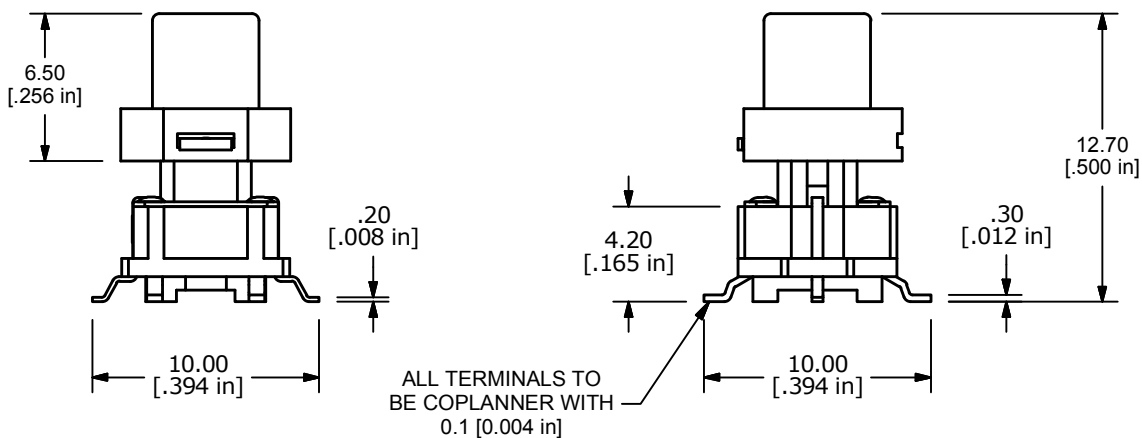 6.50
[.256 in]
.20
[.008 in]
10.00
[.394 in]
12.70
[.500 in]
.30
[.012 in]
4.20
[.165 in]
10.00
[.394 in]
ALL TERMINALS TO
BE COPLANNER WITH
0.1 [0.004 in]